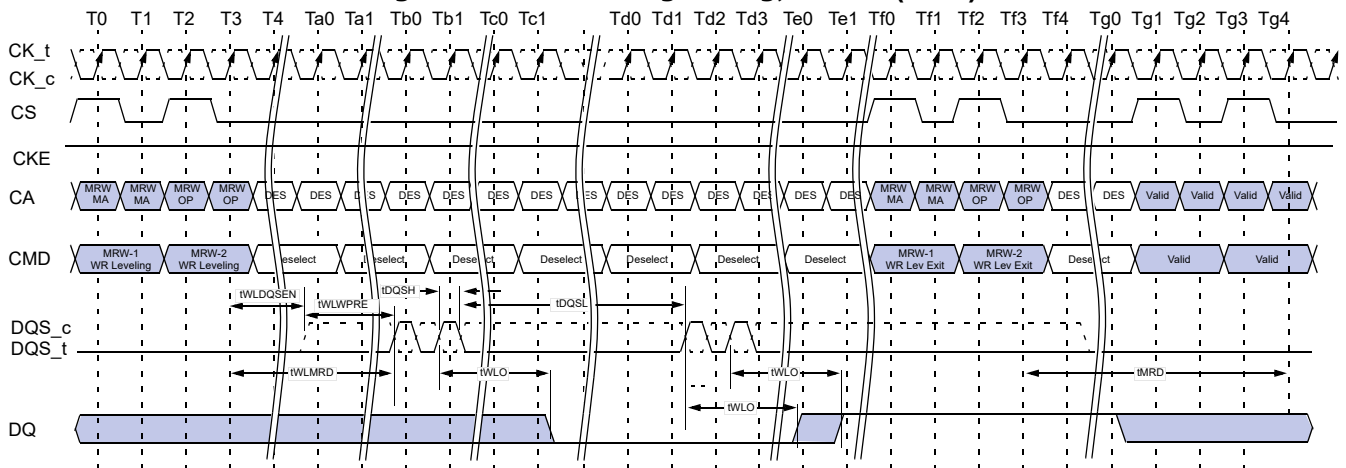 T0 T1 T2 T3 T4 Ta0 Ta1 Tb0 Tb1 Tc0 Tc1 Td0 Td1 Td2 Td3 Te0 Te1 Tf0 Tf1 Tf2 Tf3 Tf4 Tg0 Tg1 Tg2 Tg3 Tg4
CK_t
CK_c
CS
CKE
CA MRW MA MRW MA MRW OP MRW OP DES DES DES DES DES DES DES DES DES DES DES DES DES DES MRW MA MRW MA MRW OP MRW OP DES DES Valid Valid Valid Valid
CMD MRW-1 WR Leveling MRW-2 WR Leveling Deselect Deselect Deselect Deselect Deselect Deselect Deselect MRW-1 WR Lev Exit MRW-2 WR Lev Exit Deselect Valid Valid
tWLDQSEN tWLWPRE tDQSH tDQSL
DQS_c
DQS_t
tWLMRD tWLO tWLO tMRD
tWLO
DQ